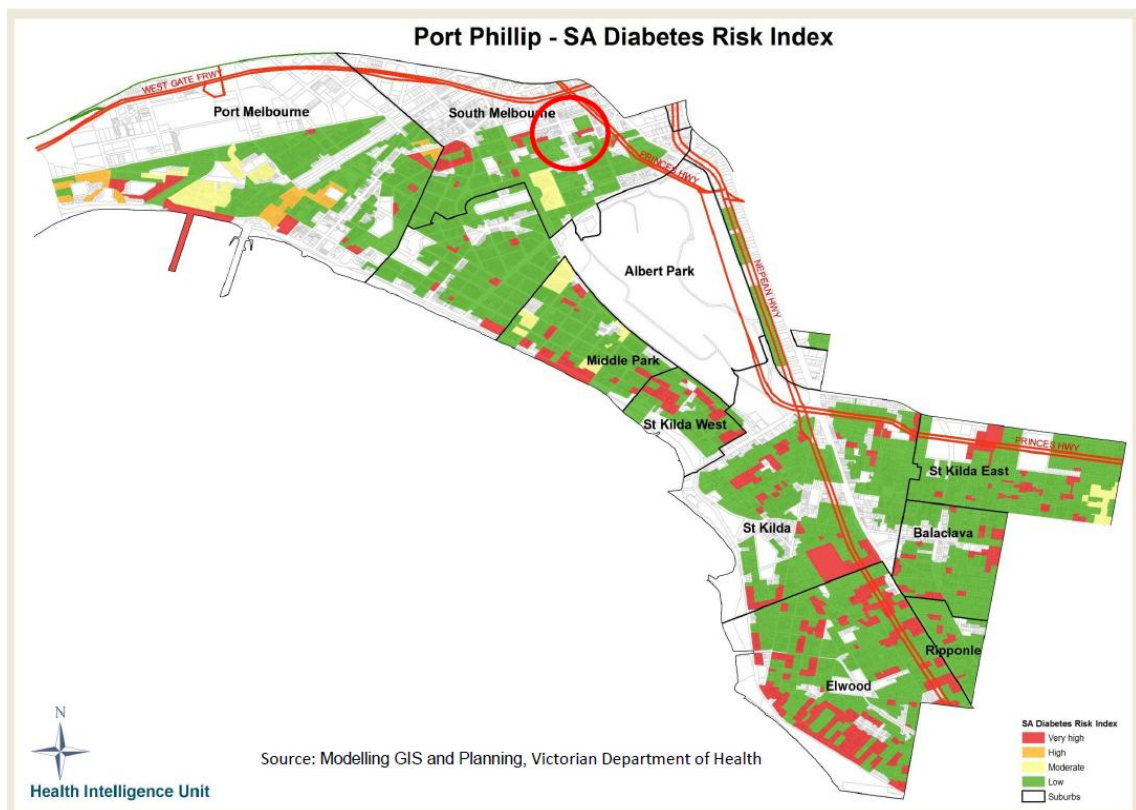 Port Phillip - SA Diabetes Risk Index
WEST GATE FRWY
Port Melbourne
South Melbourne
PRINCES HWY
Albert Park
NEPEAN HWY
Middle Park
St Kilda West
PRINCES HWY
St Kilda East
St Kilda
Balaclava
Ripponle
Elwood
N
Health Intelligence Unit
Source: Modelling GIS and Planning, Victorian Department of Health
SA Diabetes Risk Index
Very high
High
Moderate
Low
Suburbs